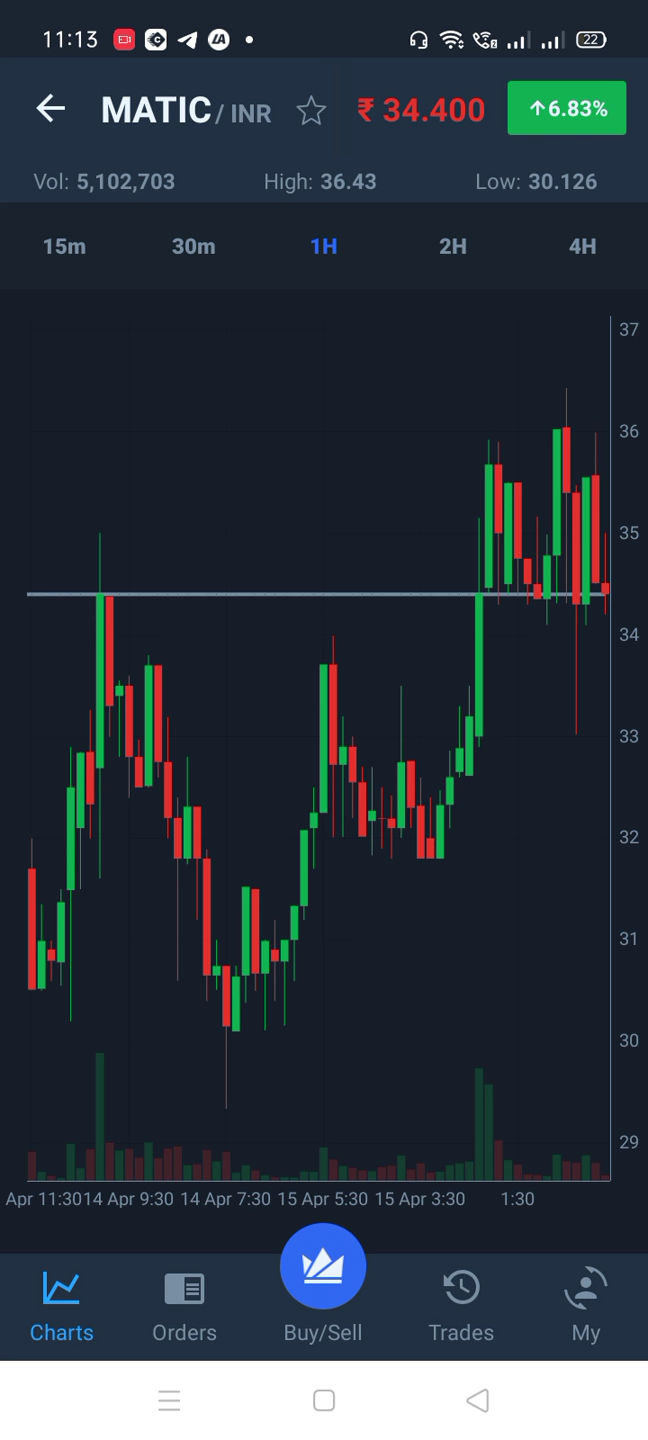 11:13 LA 22
MATIC / INR ₹ 34.400 ↑6.83%
Vol: 5,102,703 High: 36.43 Low: 30.126
15m 30m 1H 2H 4H
37
36
35
34
33
32
31
30
29
Apr 11:30 14 Apr 9:30 14 Apr 7:30 15 Apr 5:30 15 Apr 3:30 1:30
Charts Orders Buy/Sell Trades My